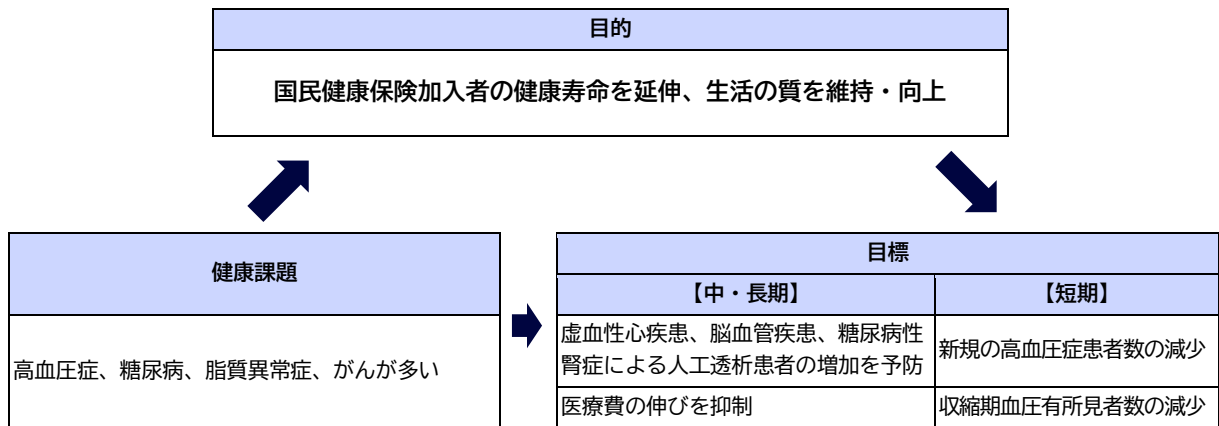 目的
国民健康保険加入者の健康寿命を延伸、生活の質を維持・向上
健康課題
高血圧症、糖尿病、脂質異常症、がんが多い
目標
【中・長期】
【短期】
虚血性心疾患、脳血管疾患、糖尿病性
腎症による人工透析患者の増加を予防
新規の高血圧症患者数の減少
医療費の伸びを抑制
収縮期血圧有所見者数の減少